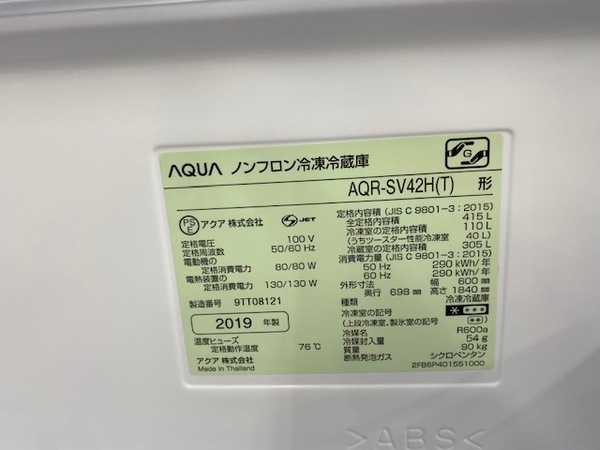 AQUA ノンフロン冷凍冷蔵庫
G
AQR-SV42H(T) 形
PS
E
アクア 株式会社
S JET
定格電圧 100 V
定格周波数 50/60 Hz
電動機の
定格消費電力 80/80 W
電熱装置の
定格消費電力 130/130 W
製造番号 9TT08121
2019 年製
温度ヒューズ
定格動作温度 76℃
アクア 株式会社
Made in Thailand
定格内容積 (JIS C 9801-3:2015)
全定格内容積 415 L
冷凍室の定格内容積 110 L
(うちツースター性能冷凍室 40 L)
冷蔵室の定格内容積 305 L
消費電力量 (JIS C 9801-3:2015)
50 Hz 290 kWh/年
60 Hz 290 kWh/年
外形寸法 幅 600 mm
奥行 698 mm 高さ 1840 mm
種類 冷凍冷蔵庫
冷凍室の記号
(上段冷凍室、製氷室の記号)
冷媒名 R600a
冷媒封入量 54 g
質量 90 kg
断熱発泡ガス シクロペンタン
2FB6P401551000
>ABS<